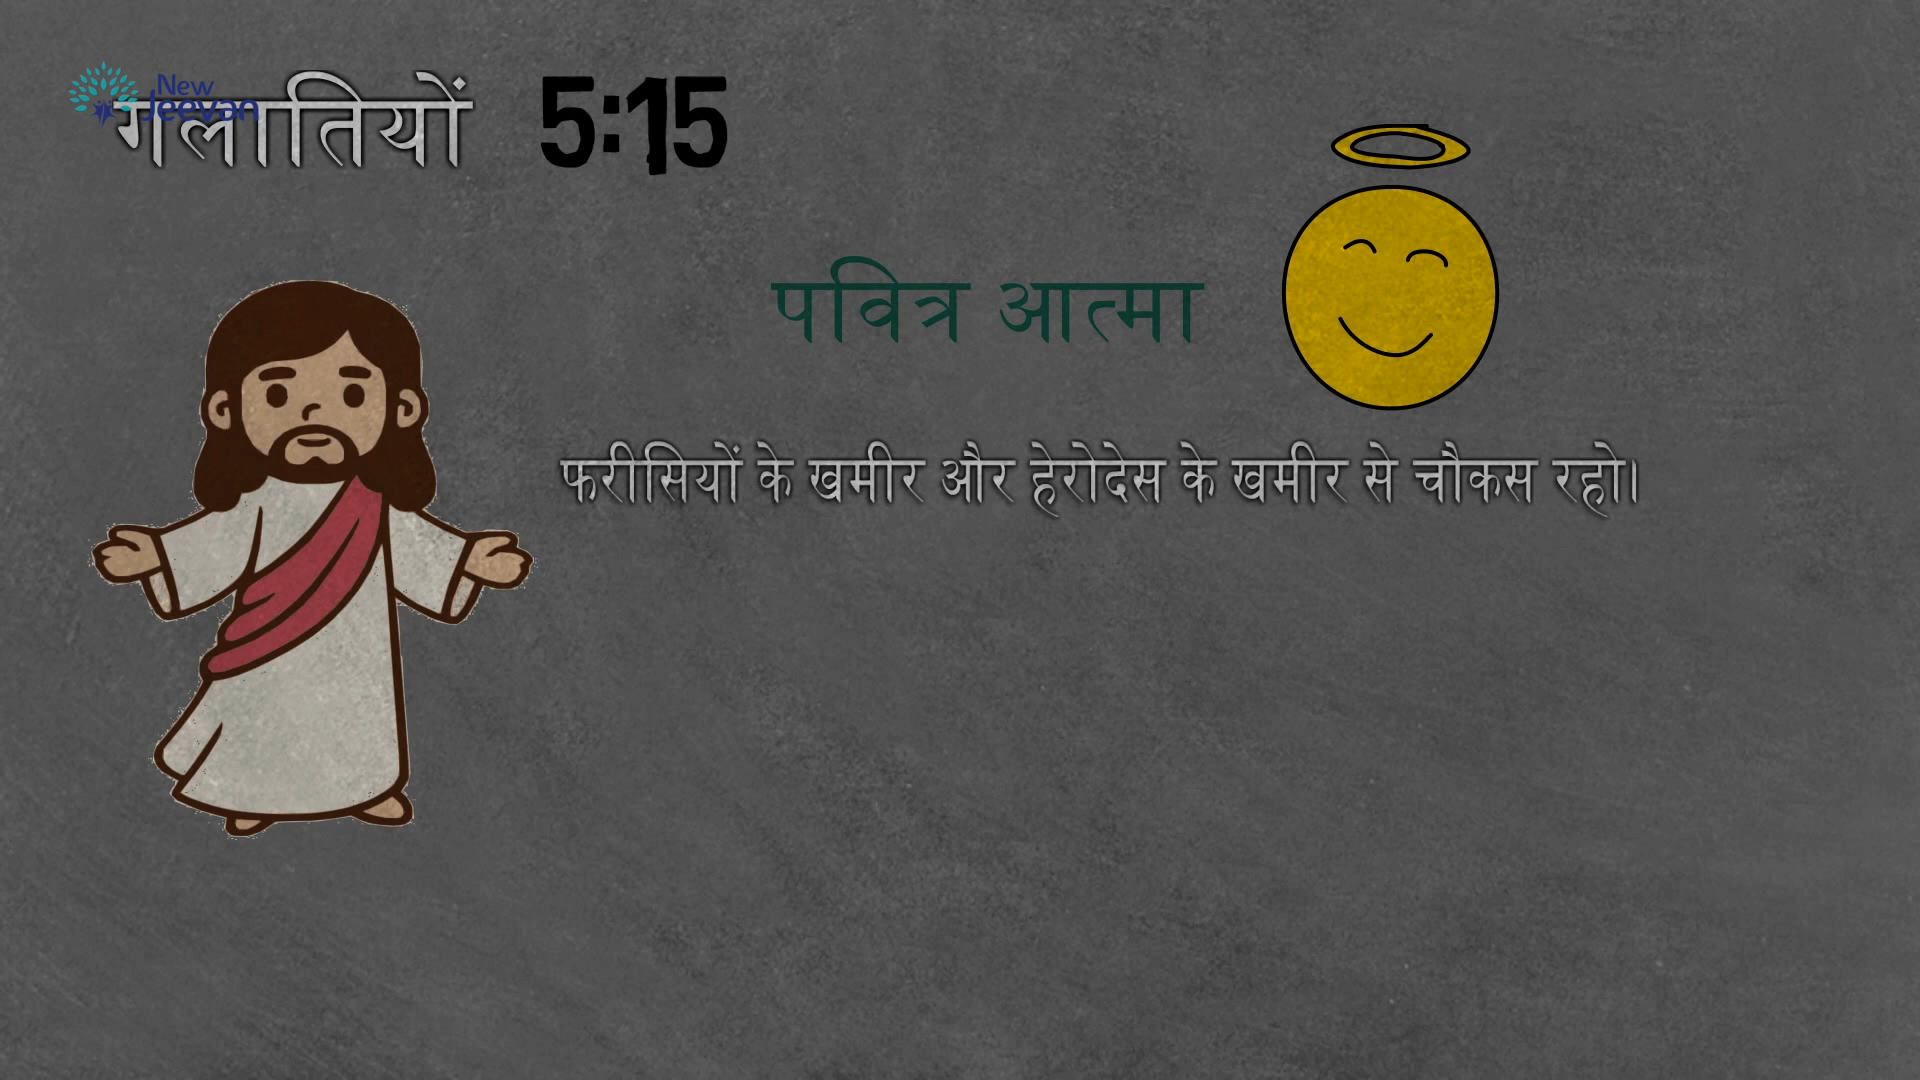 New
Jeevan
गलातियों 5:15
पवित्र आत्मा
फरीसियों के खमीर और हेरोदेस के खमीर से चौकस रहो।